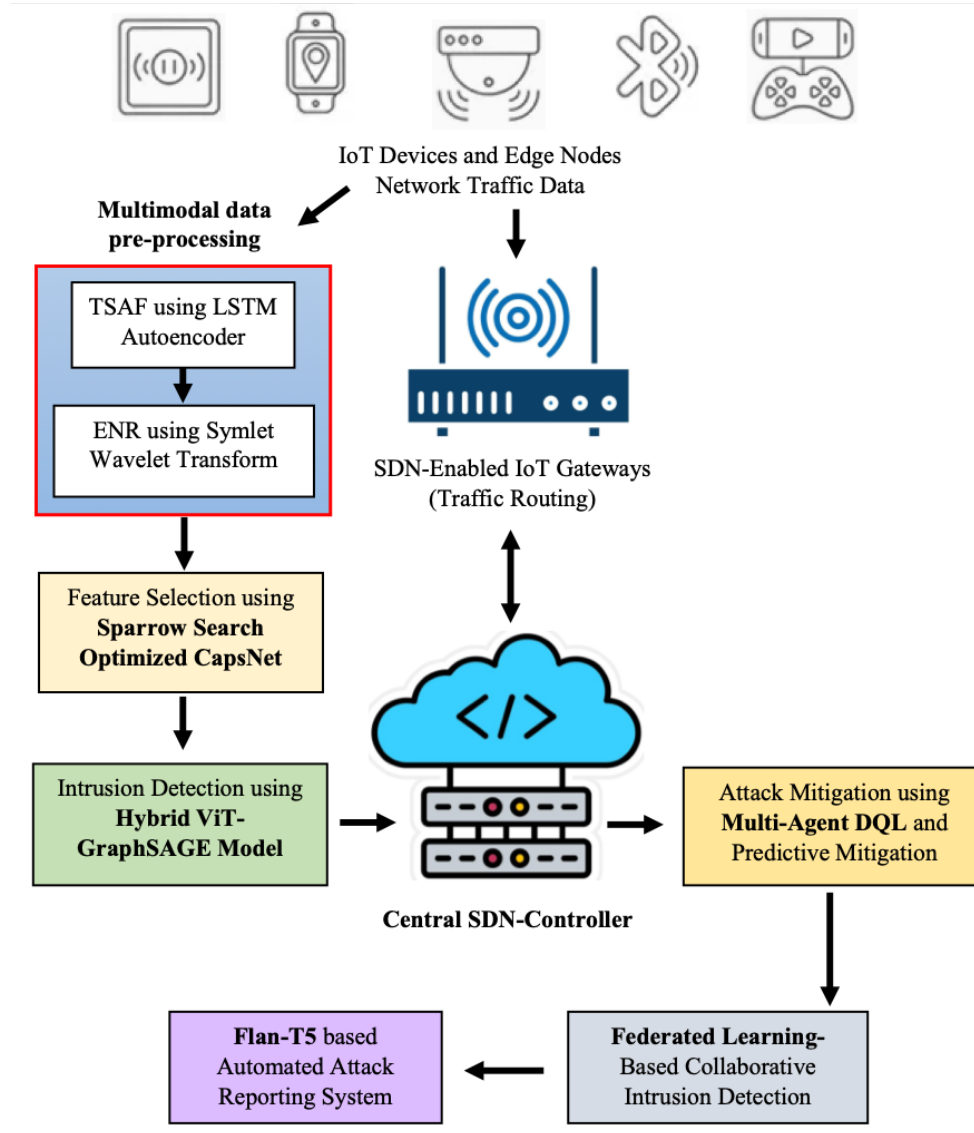 IoT Devices and Edge Nodes
Network Traffic Data
Multimodal data
pre-processing
TSAF using LSTM
Autoencoder
ENR using Symlet
Wavelet Transform
SDN-Enabled IoT Gateways
(Traffic Routing)
Feature Selection using
Sparrow Search
Optimized CapsNet
</>
Intrusion Detection using
Hybrid ViT-
GraphSAGE Model
Central SDN-Controller
Attack Mitigation using
Multi-Agent DQL and
Predictive Mitigation
Federated Learning-
Based Collaborative
Intrusion Detection
Flan-T5 based
Automated Attack
Reporting System